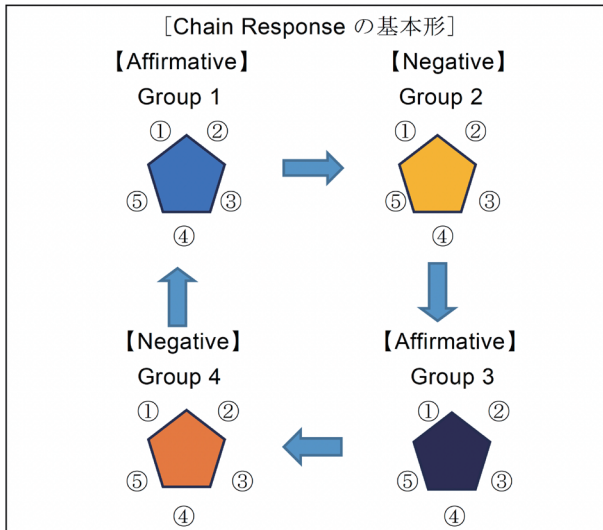 [Chain Response の基本形]
【Affirmative】
Group 1
① ②
⑤ ③
④
【Negative】
Group 2
① ②
⑤ ③
④
【Negative】
Group 4
① ②
⑤ ③
④
【Affirmative】
Group 3
① ②
⑤ ③
④